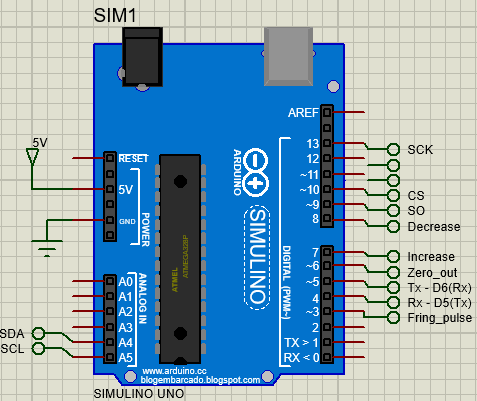 SIM1
5V
RESET
5V
GND
POWER
AREF
13
12
~11
~10
~9
8
SCK
CS
SO
Decrease
ARDUINO
SIMULINO
ATMEL
ATMEGA328P
DIGITAL (PWM~)
7
~6
~5
4
~3
2
TX > 1
RX < 0
Increase
Zero_out
Tx - D6(Rx)
Rx - D5(Tx)
Fring_pulse
ANALOG IN
A0
A1
A2
A3
A4
A5
SDA
SCL
www.arduino.cc
blogembarcado.blogspot.com
SIMULINO UNO